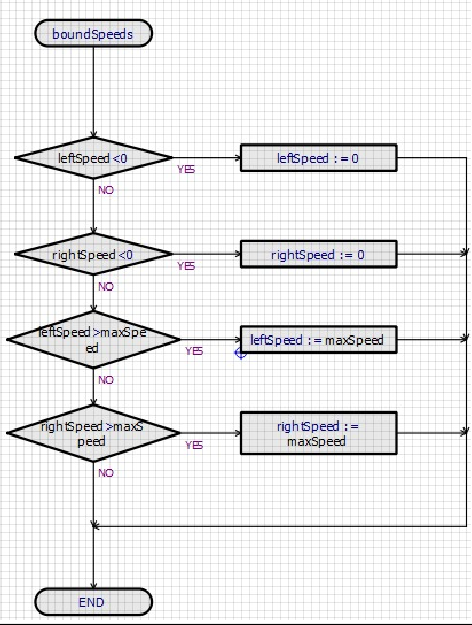 boundSpeeds
leftSpeed <0
YES
leftSpeed := 0
NO
rightSpeed <0
YES
rightSpeed := 0
NO
leftSpeed >maxSpe
ed
YES
leftSpeed := maxSpeed
NO
rightSpeed >maxS
peed
YES
rightSpeed :=
maxSpeed
NO
END